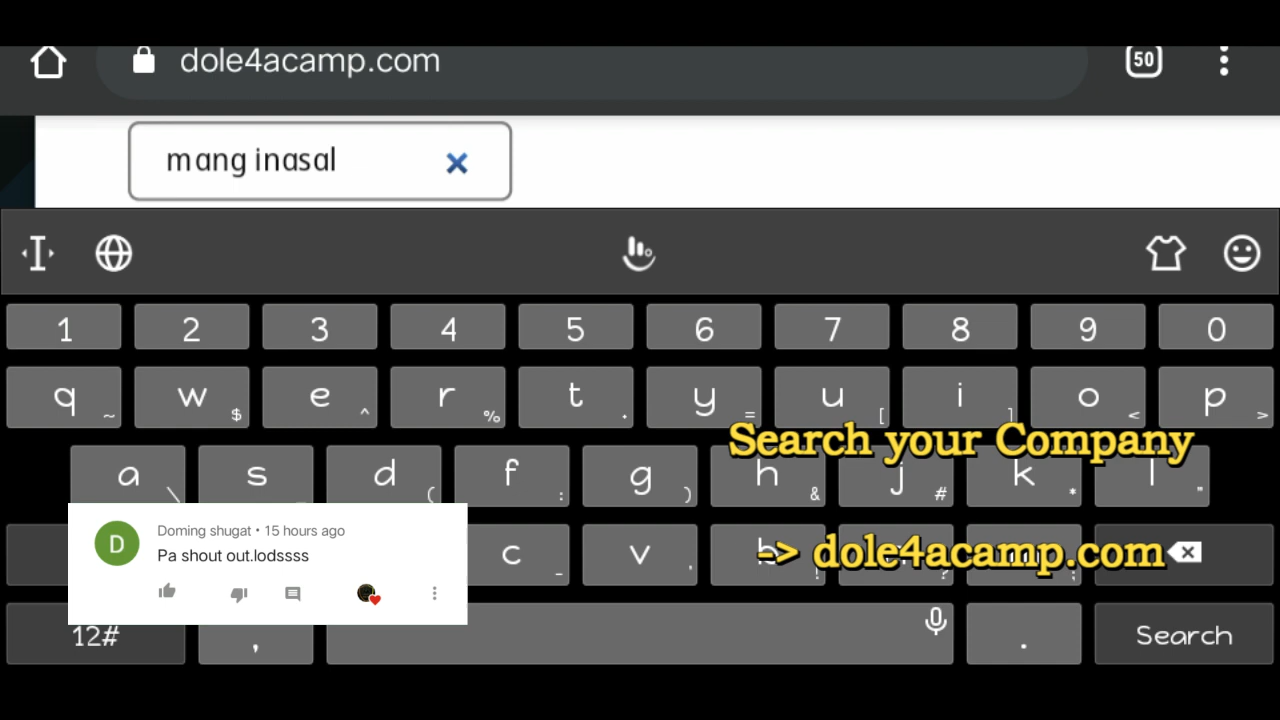 dole4acamp.com
50
mang inasal
1 2 3 4 5 6 7 8 9 0
q ~ w $ e ^ r % t . y = u [ i ] o < p >
Search your Company
a \ s _ d ( f : g ) h & j # k * l "
Doming shugat • 15 hours ago
D
Pa shout out.lodssss
c - v , b ! ? ;
-> dole4acamp.com
12# , . Search